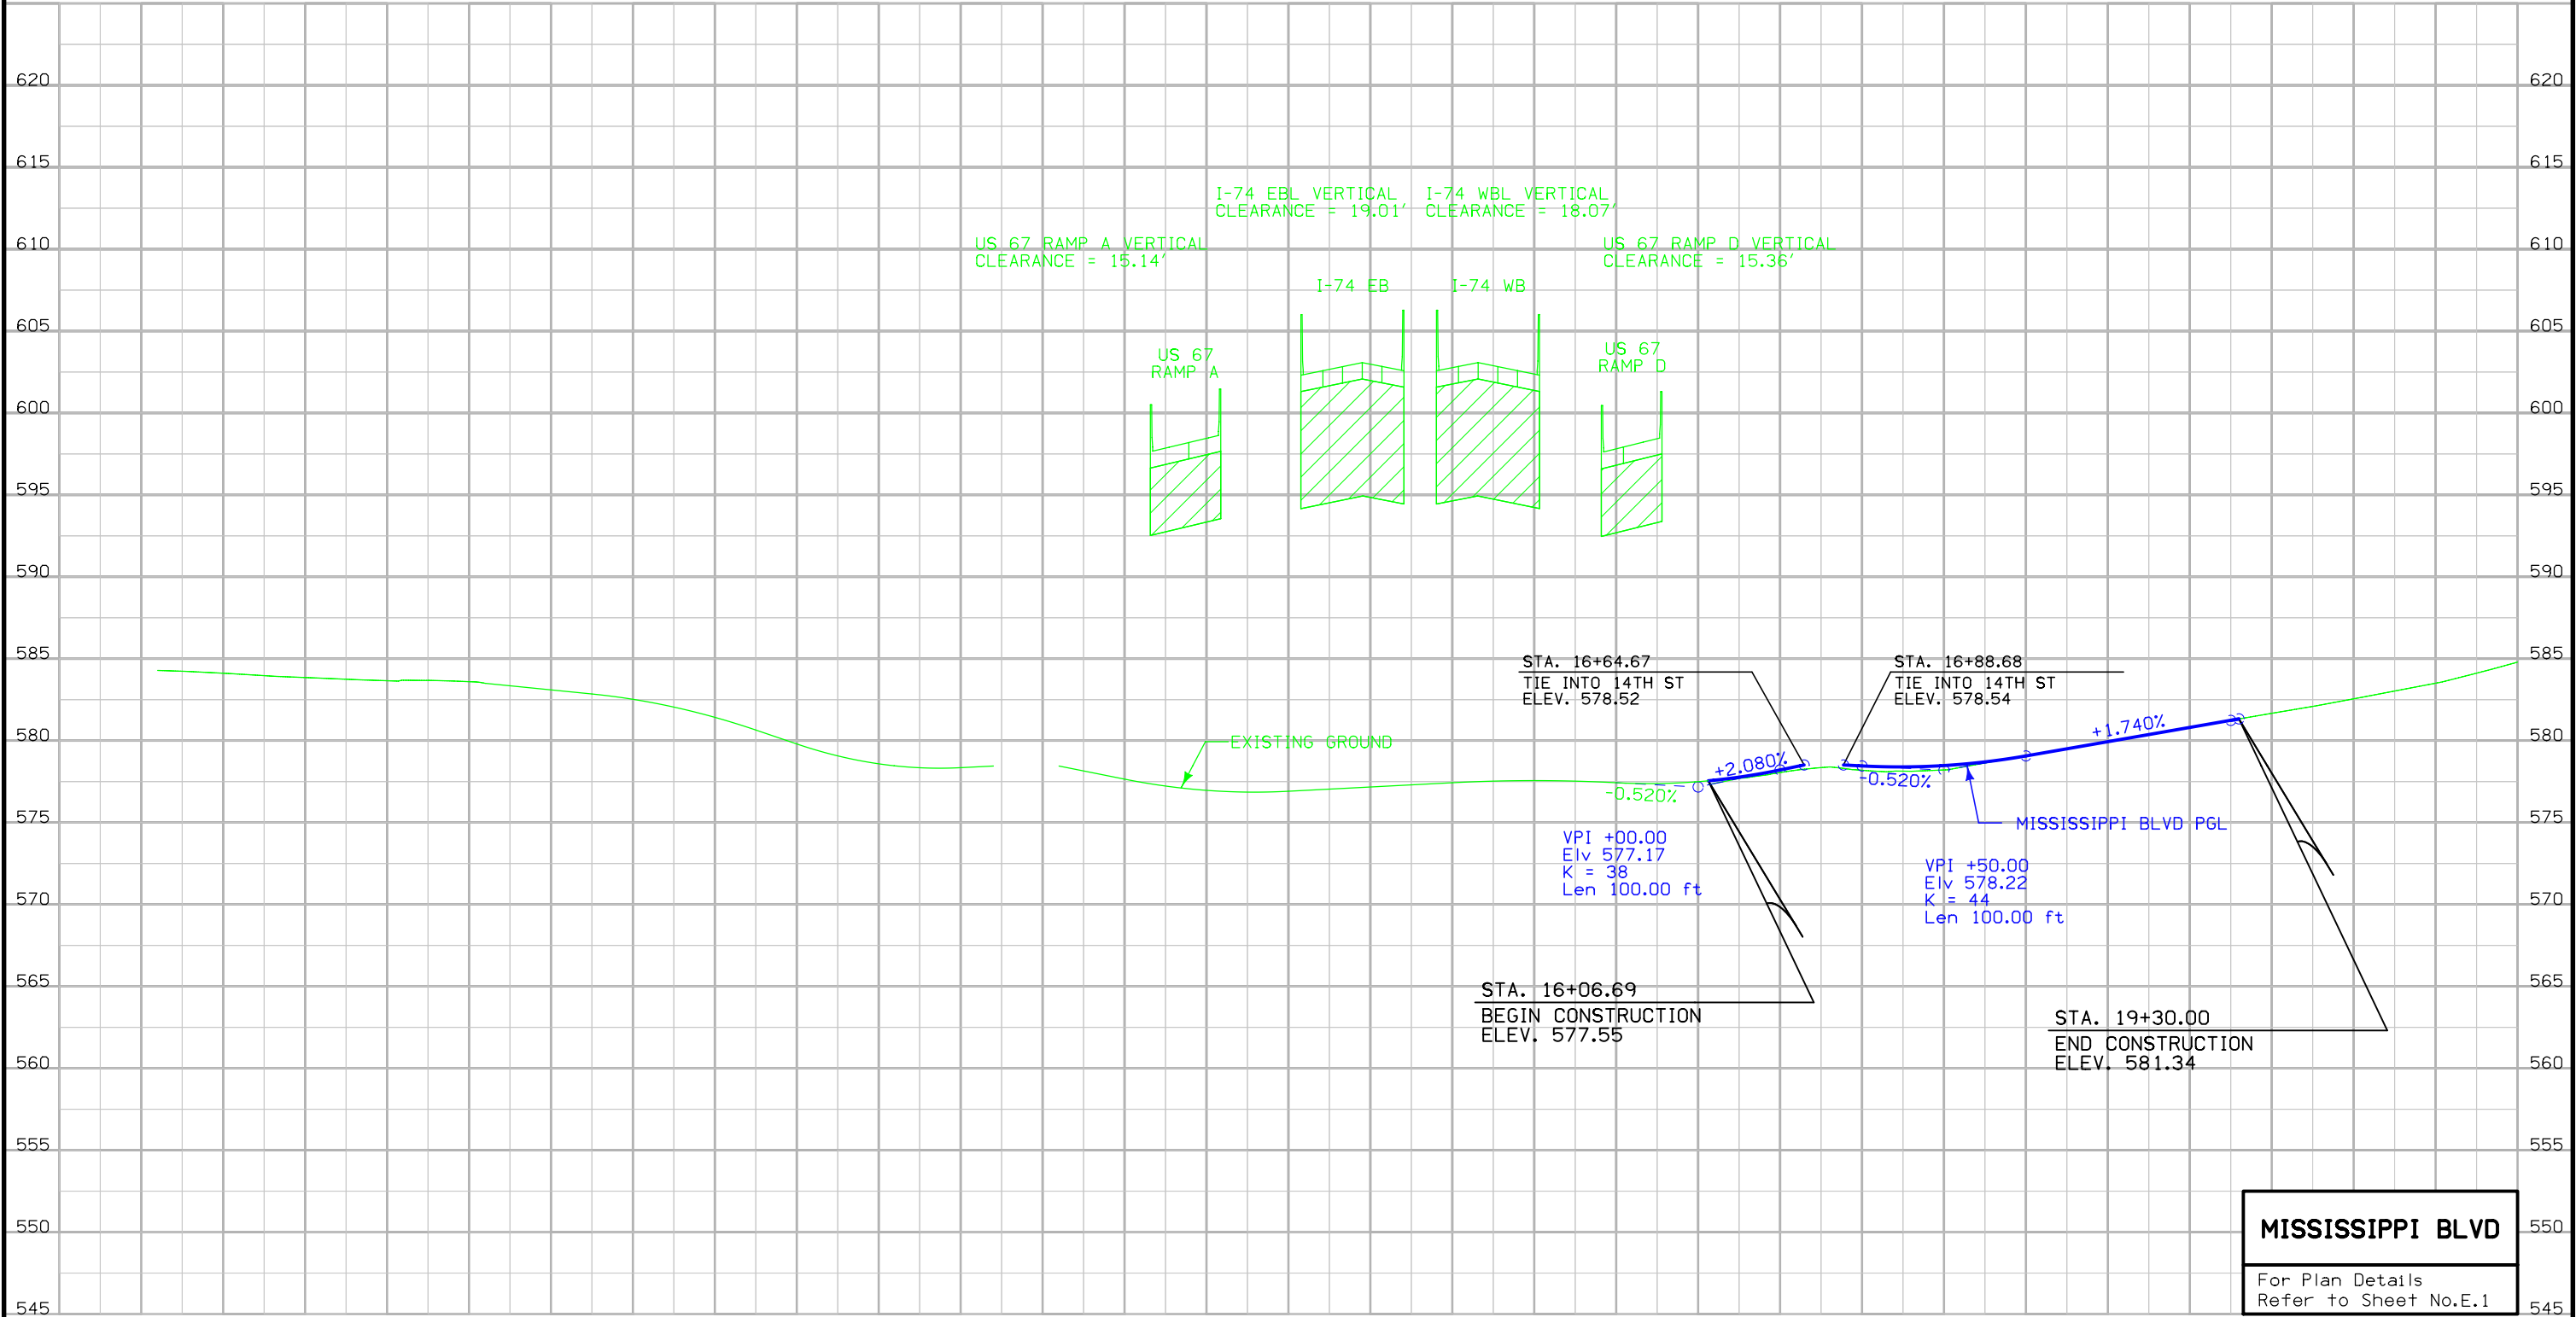 620 620
615 615
I-74 EBL VERTICAL
CLEARANCE = 19.01'
I-74 WBL VERTICAL
CLEARANCE = 18.07'
610 610
US 67 RAMP A VERTICAL
CLEARANCE = 15.14'
US 67 RAMP D VERTICAL
CLEARANCE = 15.36'
I-74 EB
I-74 WB
605 605
US 67
RAMP A
US 67
RAMP D
600 600
595 595
590 590
585 585
STA. 16+64.67
TIE INTO 14TH ST
ELEV. 578.52
STA. 16+88.68
TIE INTO 14TH ST
ELEV. 578.54
580 580
EXISTING GROUND
+2.080%
-0.520%
+1.740%
-0.520%
575 575
MISSISSIPPI BLVD PGL
VPI +00.00
Elv 577.17
K = 38
Len 100.00 ft
VPI +50.00
Elv 578.22
K = 44
Len 100.00 ft
570 570
565 565
STA. 16+06.69
BEGIN CONSTRUCTION
ELEV. 577.55
STA. 19+30.00
END CONSTRUCTION
ELEV. 581.34
560 560
555 555
550 550
MISSISSIPPI BLVD
For Plan Details
Refer to Sheet No.E.1
545 545